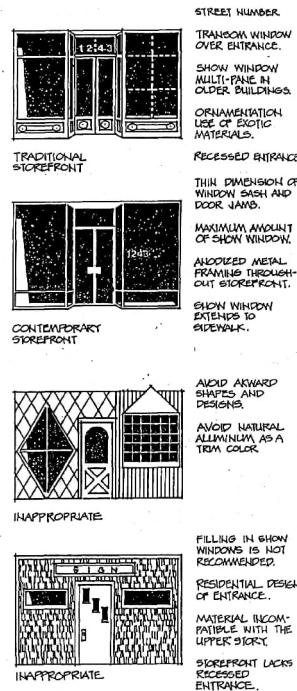 STREET NUMBER
TRANSOM WINDOW
OVER ENTRANCE.
SHOW WINDOW
MULTI-PANE IN
OLDER BUILDINGS.
ORNAMENTATION
USE OF EXOTIC
MATERIALS.
RECESSED ENTRANCE
1243
TRADITIONAL
STOREFRONT
THIN DIMENSION OF
WINDOW SASH AND
DOOR JAMB.
MAXIMUM AMOUNT
OF SHOW WINDOW.
ANODIZED METAL
FRAMING THROUGH-
OUT STOREFRONT.
SHOW WINDOW
EXTENDS TO
SIDEWALK.
1243
CONTEMPORARY
STOREFRONT
AVOID AKWARD
SHAPES AND
DESIGNS.
AVOID NATURAL
ALUMINUM AS A
TRIM COLOR
INAPPROPRIATE
FILLING IN SHOW
WINDOWS IS NOT
RECOMMENDED.
RESIDENTIAL DESIGN
OF ENTRANCE.
MATERIAL INCOM-
PATIBLE WITH THE
UPPER STORY.
STOREFRONT LACKS
RECESSED
ENTRANCE.
SIGN
INAPPROPRIATE